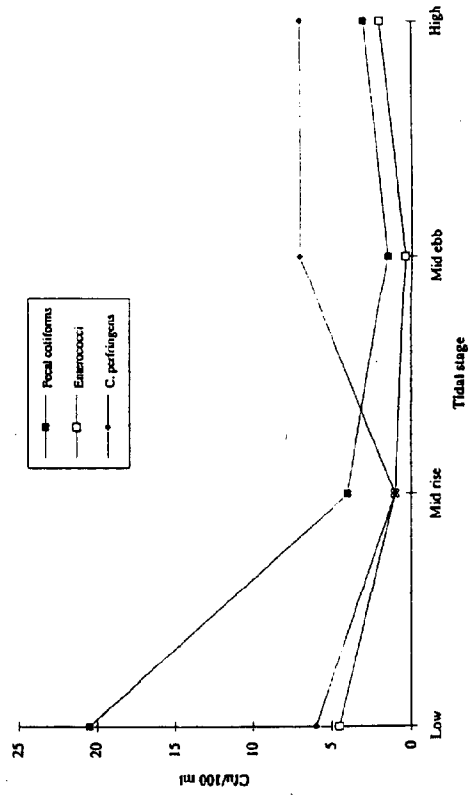 Fecal coliforms
Enterococci
C. perfringens
25
20
15
10
5
0
Cfu/100 ml
Low
Mid rise
Mid ebb
High
Tidal stage